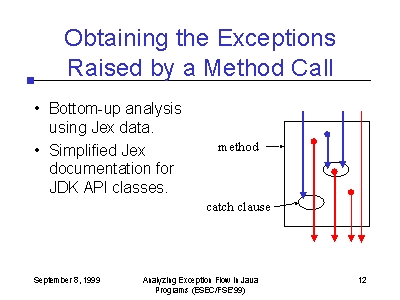 Obtaining the Exceptions
Raised by a Method Call
• Bottom-up analysis
using Jex data.
• Simplified Jex
documentation for
JDK API classes.
method
catch clause
September 8, 1999
Analyzing Exception Flow in Java
Programs (ESEC/FSE'99)
12